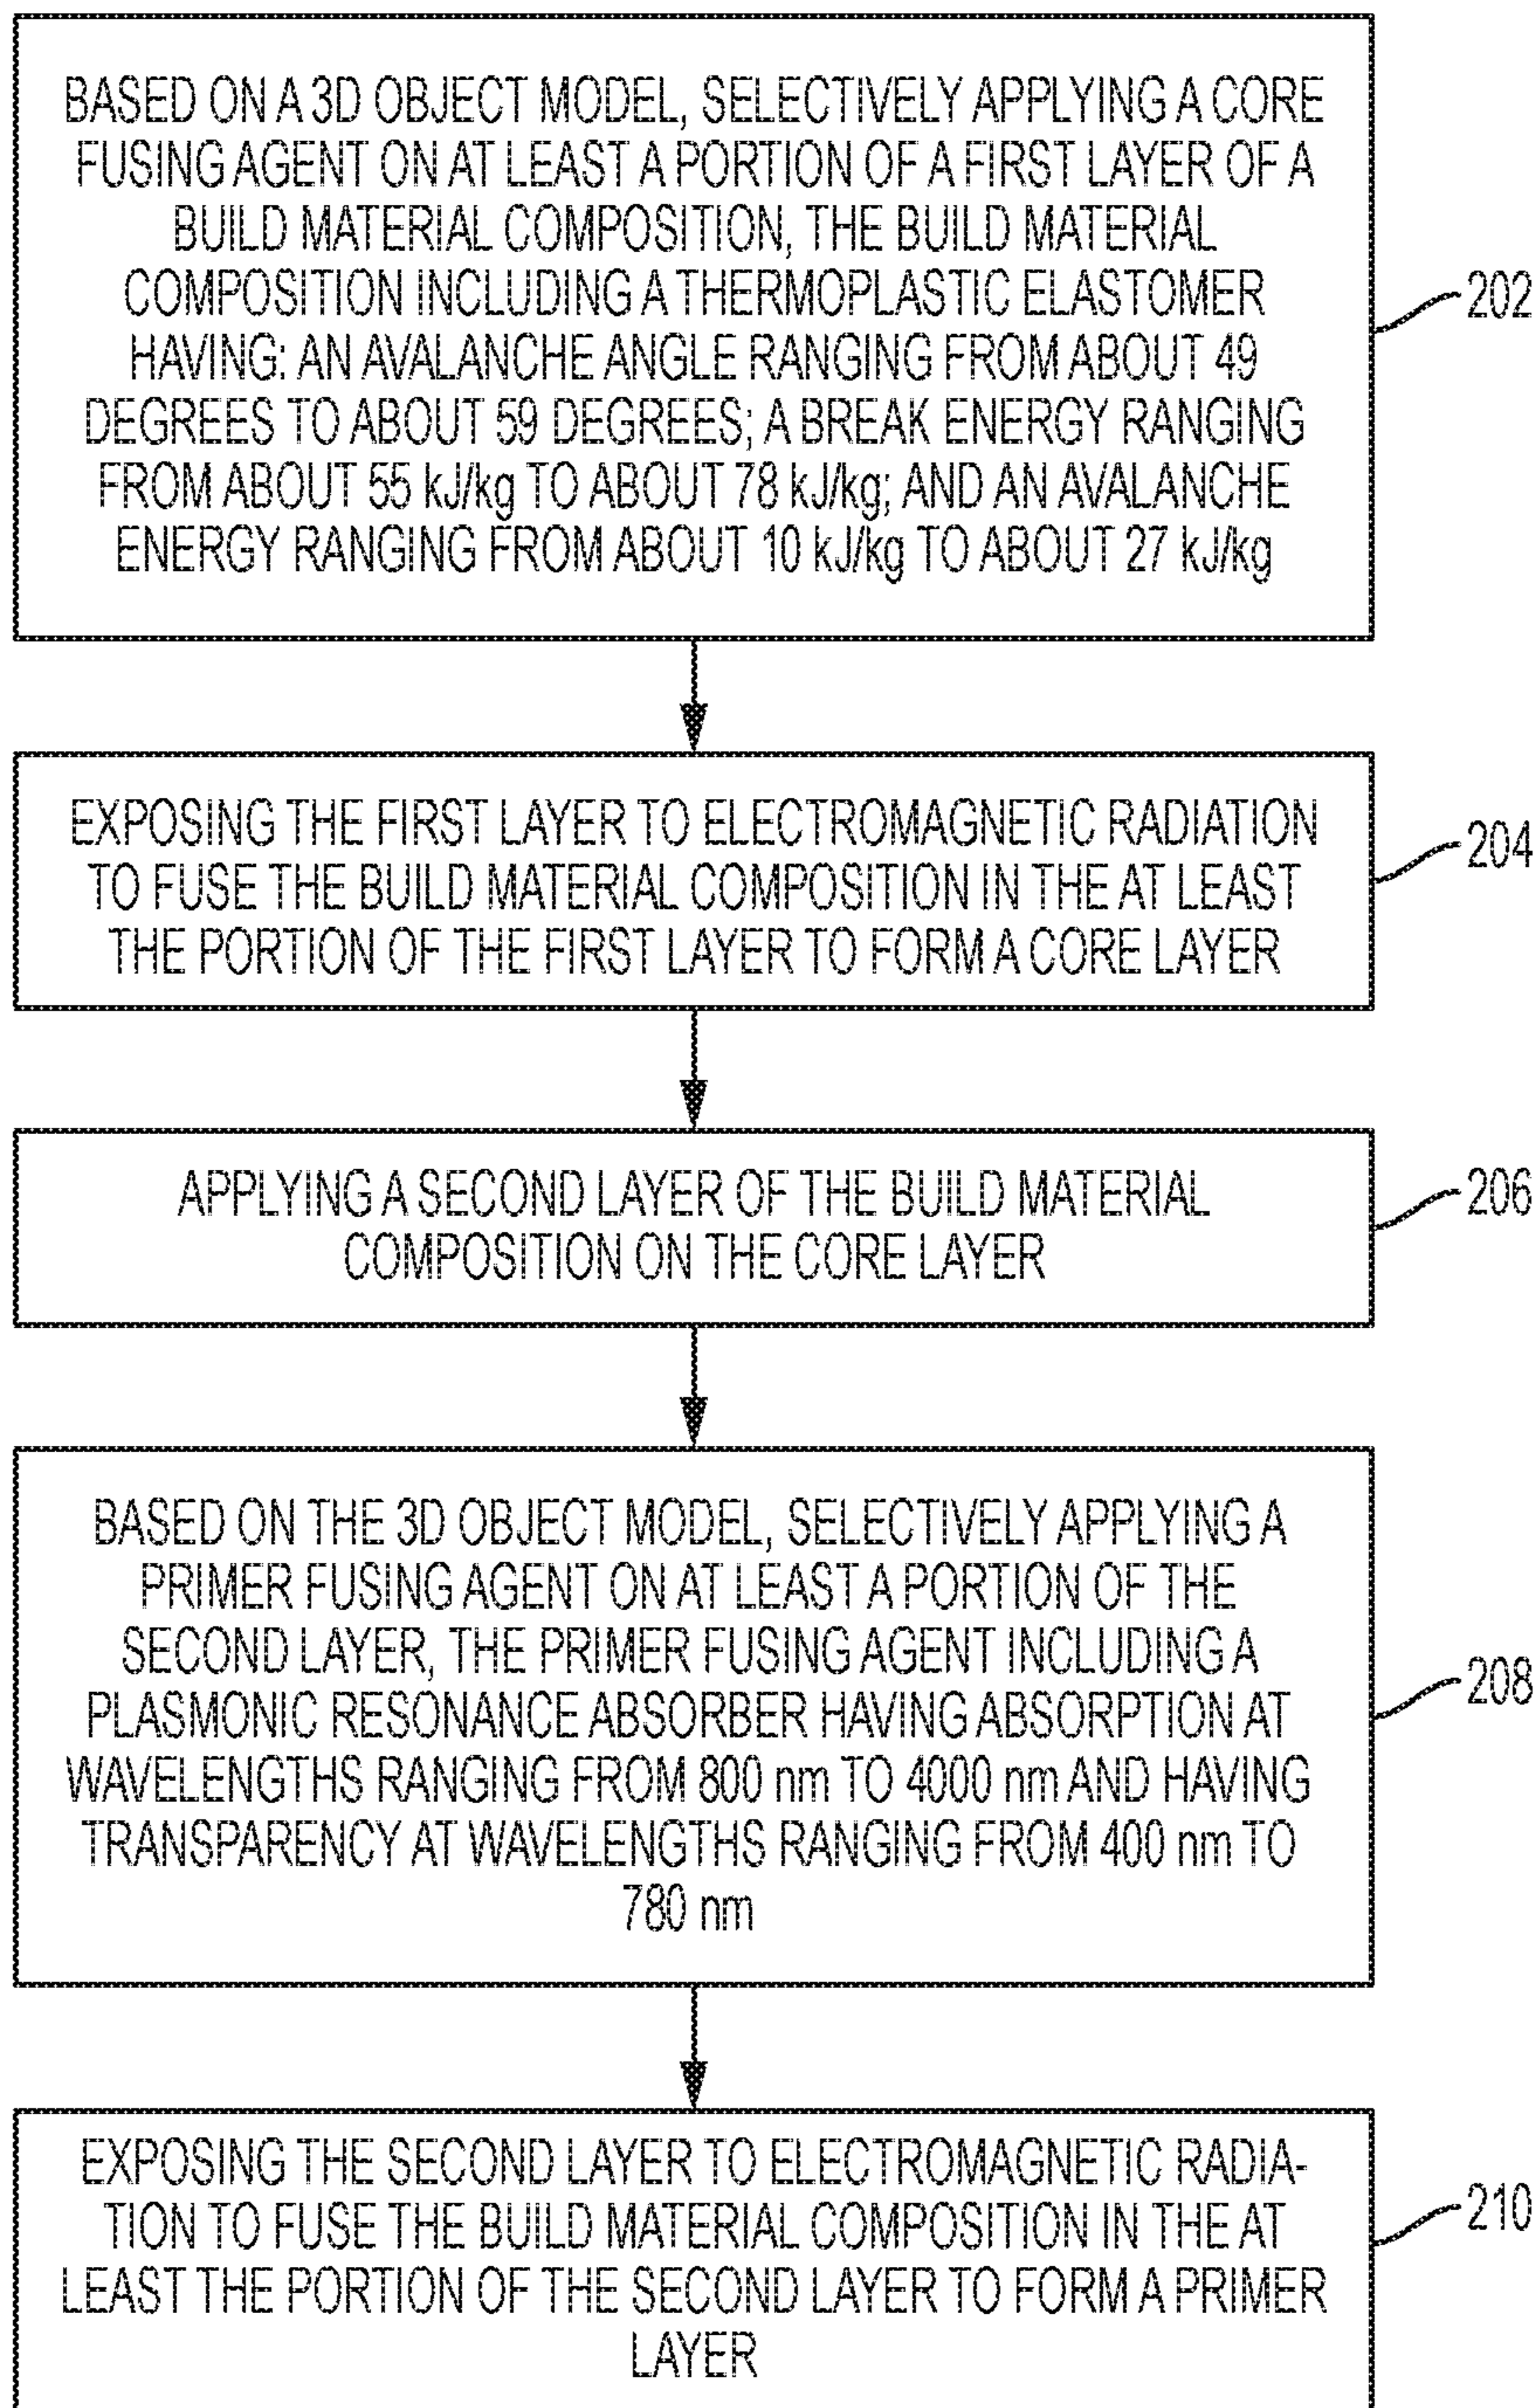 BASED ON A 3D OBJECT MODEL, SELECTIVELY APPLYING A CORE
FUSING AGENT ON AT LEAST A PORTION OF A FIRST LAYER OF A
BUILD MATERIAL COMPOSITION, THE BUILD MATERIAL
COMPOSITION INCLUDING A THERMOPLASTIC ELASTOMER
HAVING: AN AVALANCHE ANGLE RANGING FROM ABOUT 49
DEGREES TO ABOUT 59 DEGREES; A BREAK ENERGY RANGING
FROM ABOUT 55 kJ/kg TO ABOUT 78 kJ/kg; AND AN AVALANCHE
ENERGY RANGING FROM ABOUT 10 kJ/kg TO ABOUT 27 kJ/kg
202
EXPOSING THE FIRST LAYER TO ELECTROMAGNETIC RADIATION
TO FUSE THE BUILD MATERIAL COMPOSITION IN THE AT LEAST
THE PORTION OF THE FIRST LAYER TO FORM A CORE LAYER
204
APPLYING A SECOND LAYER OF THE BUILD MATERIAL
COMPOSITION ON THE CORE LAYER
206
BASED ON THE 3D OBJECT MODEL, SELECTIVELY APPLYING A
PRIMER FUSING AGENT ON AT LEAST A PORTION OF THE
SECOND LAYER, THE PRIMER FUSING AGENT INCLUDING A
PLASMONIC RESONANCE ABSORBER HAVING ABSORPTION AT
WAVELENGTHS RANGING FROM 800 nm TO 4000 nm AND HAVING
TRANSPARENCY AT WAVELENGTHS RANGING FROM 400 nm TO
780 nm
208
EXPOSING THE SECOND LAYER TO ELECTROMAGNETIC RADIA-
TION TO FUSE THE BUILD MATERIAL COMPOSITION IN THE AT
LEAST THE PORTION OF THE SECOND LAYER TO FORM A PRIMER
LAYER
210